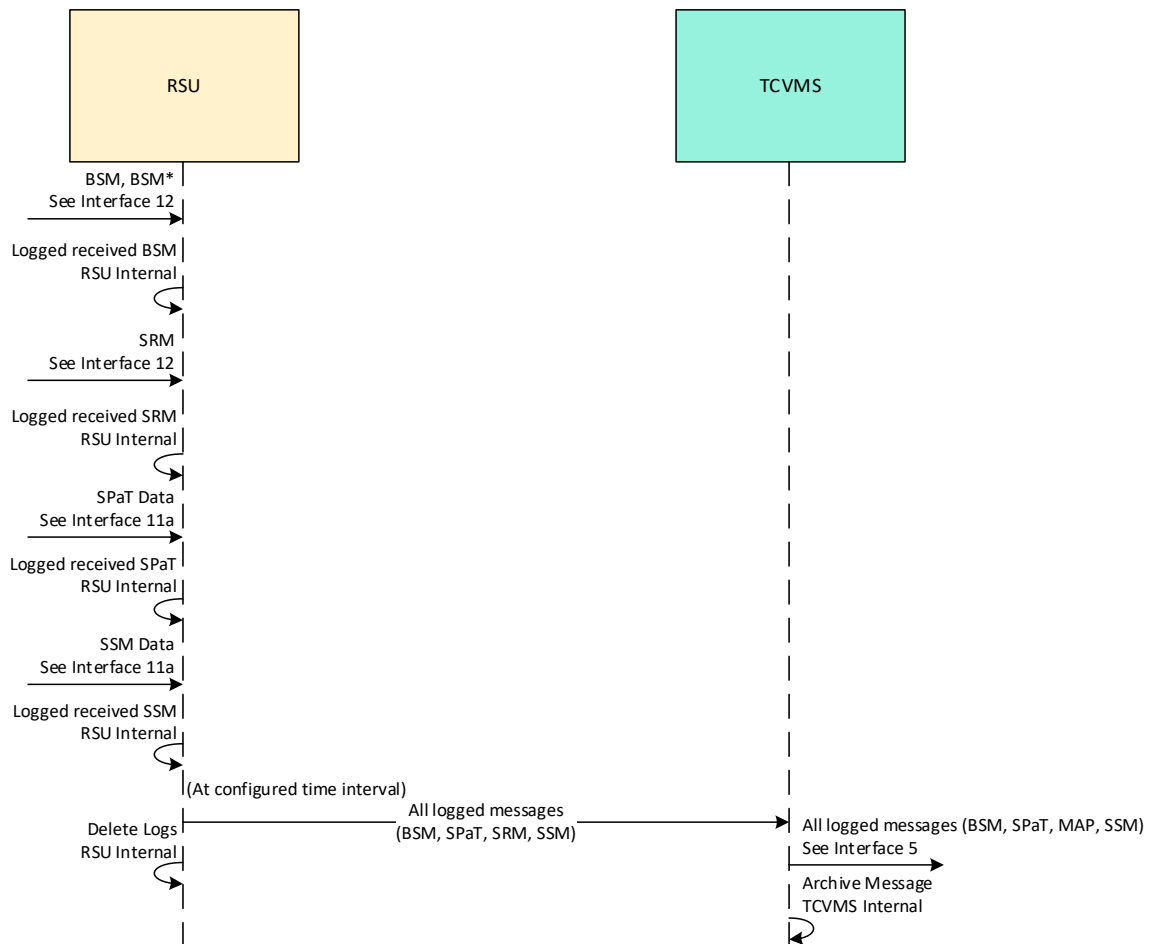 RSU
TCVMS
BSM, BSM*
See Interface 12
Logged received BSM
RSU Internal
SRM
See Interface 12
Logged received SRM
RSU Internal
SPaT Data
See Interface 11a
Logged received SPaT
RSU Internal
SSM Data
See Interface 11a
Logged received SSM
RSU Internal
(At configured time interval)
All logged messages
(BSM, SPaT, SRM, SSM)
Delete Logs
RSU Internal
All logged messages (BSM, SPaT, MAP, SSM)
See Interface 5
Archive Message
TCVMS Internal